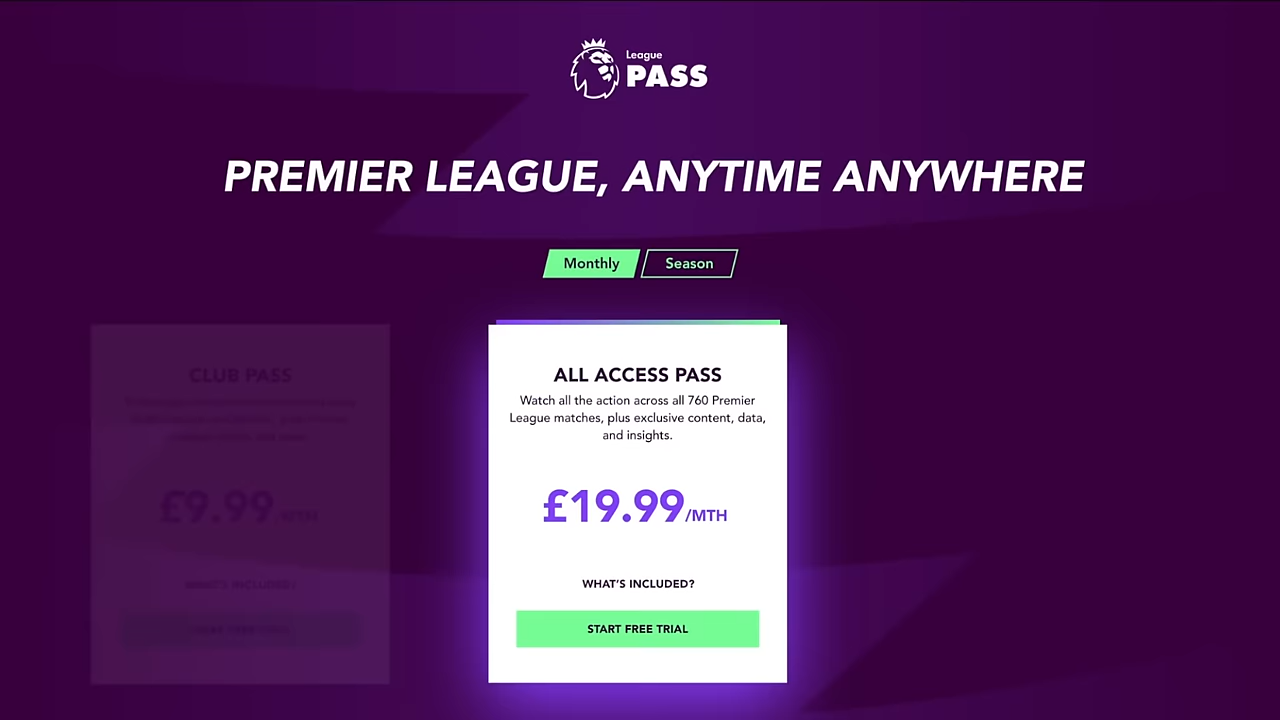 League
PASS
PREMIER LEAGUE, ANYTIME ANYWHERE
Monthly
Season
CLUB PASS
£9.99
WHAT'S INCLUDED?
ALL ACCESS PASS
Watch all the action across all 760 Premier
League matches, plus exclusive content, data,
and insights.
£19.99/MTH
WHAT'S INCLUDED?
START FREE TRIAL